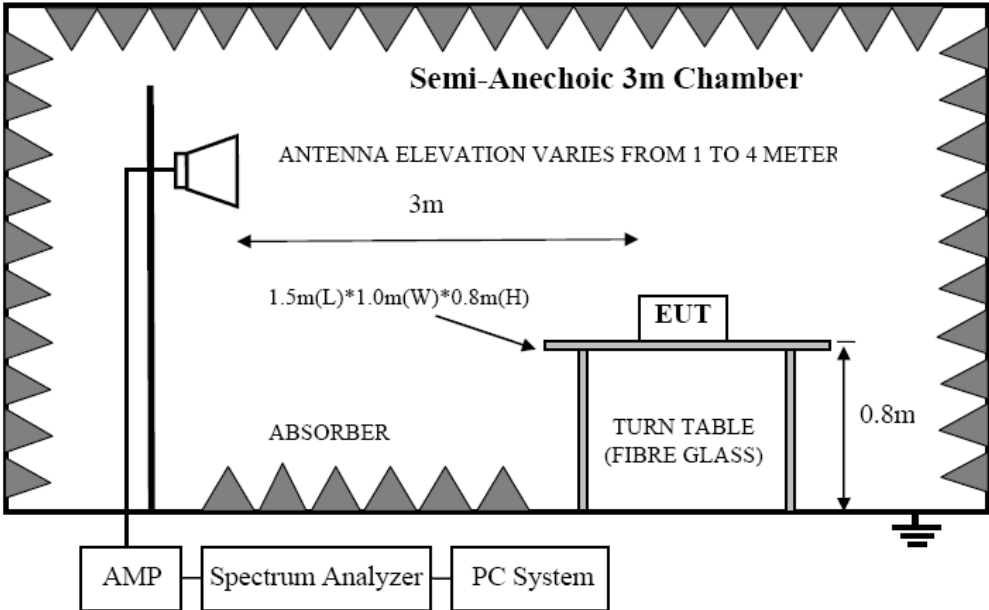 Semi-Anechoic 3m Chamber
ANTENNA ELEVATION VARIES FROM 1 TO 4 METER
3m
1.5m(L)*1.0m(W)*0.8m(H)
EUT
0.8m
ABSORBER
TURN TABLE
(FIBRE GLASS)
AMP
Spectrum Analyzer
PC System